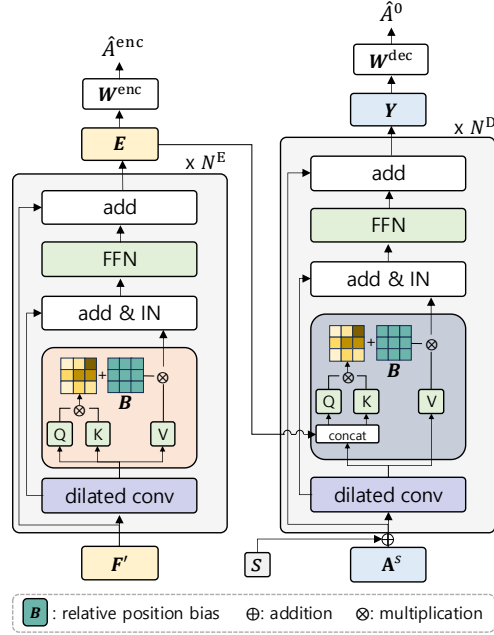 Â⁰
Â^enc
W^dec
W^enc
Y
E
x N^E
x N^D
add
add
FFN
FFN
add & IN
add & IN
+
B
+
B
Q
K
V
Q
K
V
concat
dilated conv
dilated conv
F′
S
A^s
B : relative position bias ⊕: addition ⊗: multiplication